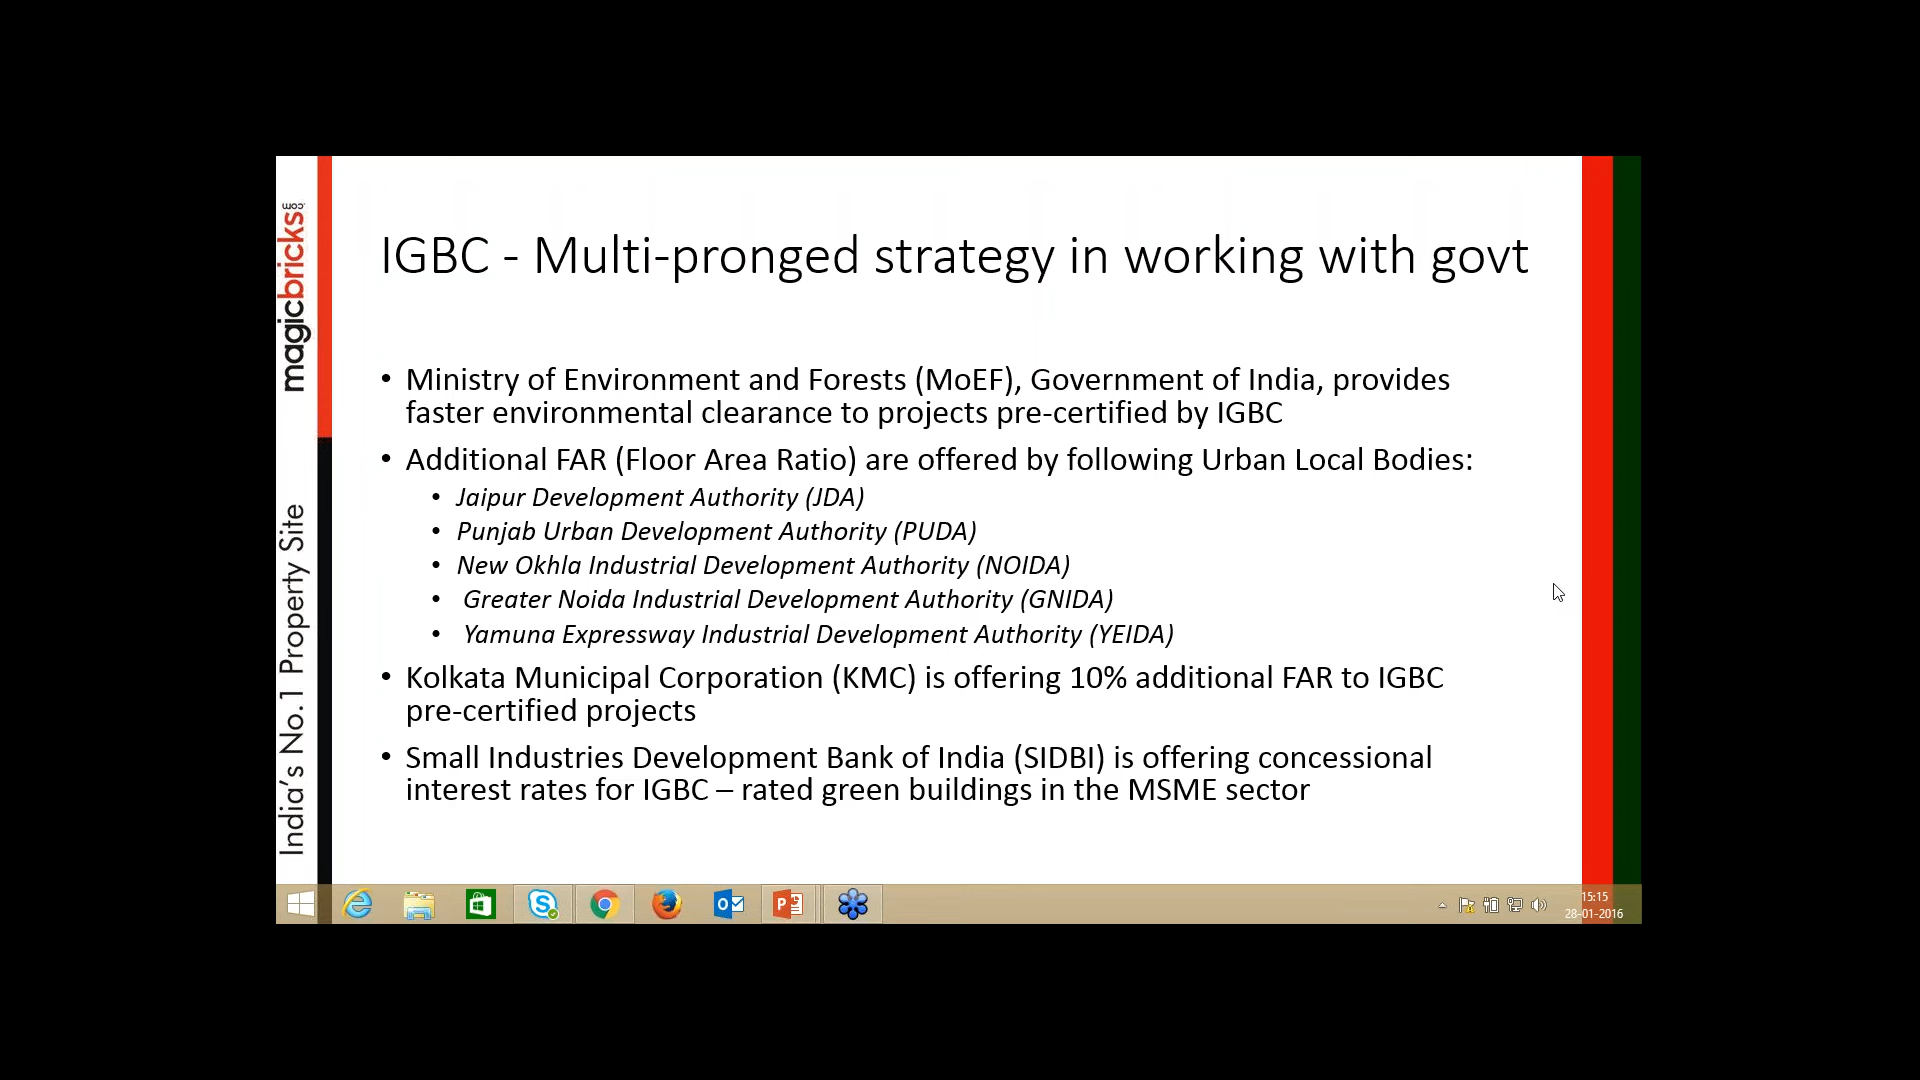 magicbricks.com
India's No.1 Property Site
IGBC - Multi-pronged strategy in working with govt
• Ministry of Environment and Forests (MoEF), Government of India, provides
faster environmental clearance to projects pre-certified by IGBC
• Additional FAR (Floor Area Ratio) are offered by following Urban Local Bodies:
• Jaipur Development Authority (JDA)
• Punjab Urban Development Authority (PUDA)
• New Okhla Industrial Development Authority (NOIDA)
• Greater Noida Industrial Development Authority (GNIDA)
• Yamuna Expressway Industrial Development Authority (YEIDA)
• Kolkata Municipal Corporation (KMC) is offering 10% additional FAR to IGBC
pre-certified projects
• Small Industries Development Bank of India (SIDBI) is offering concessional
interest rates for IGBC – rated green buildings in the MSME sector
15:15
28-01-2016